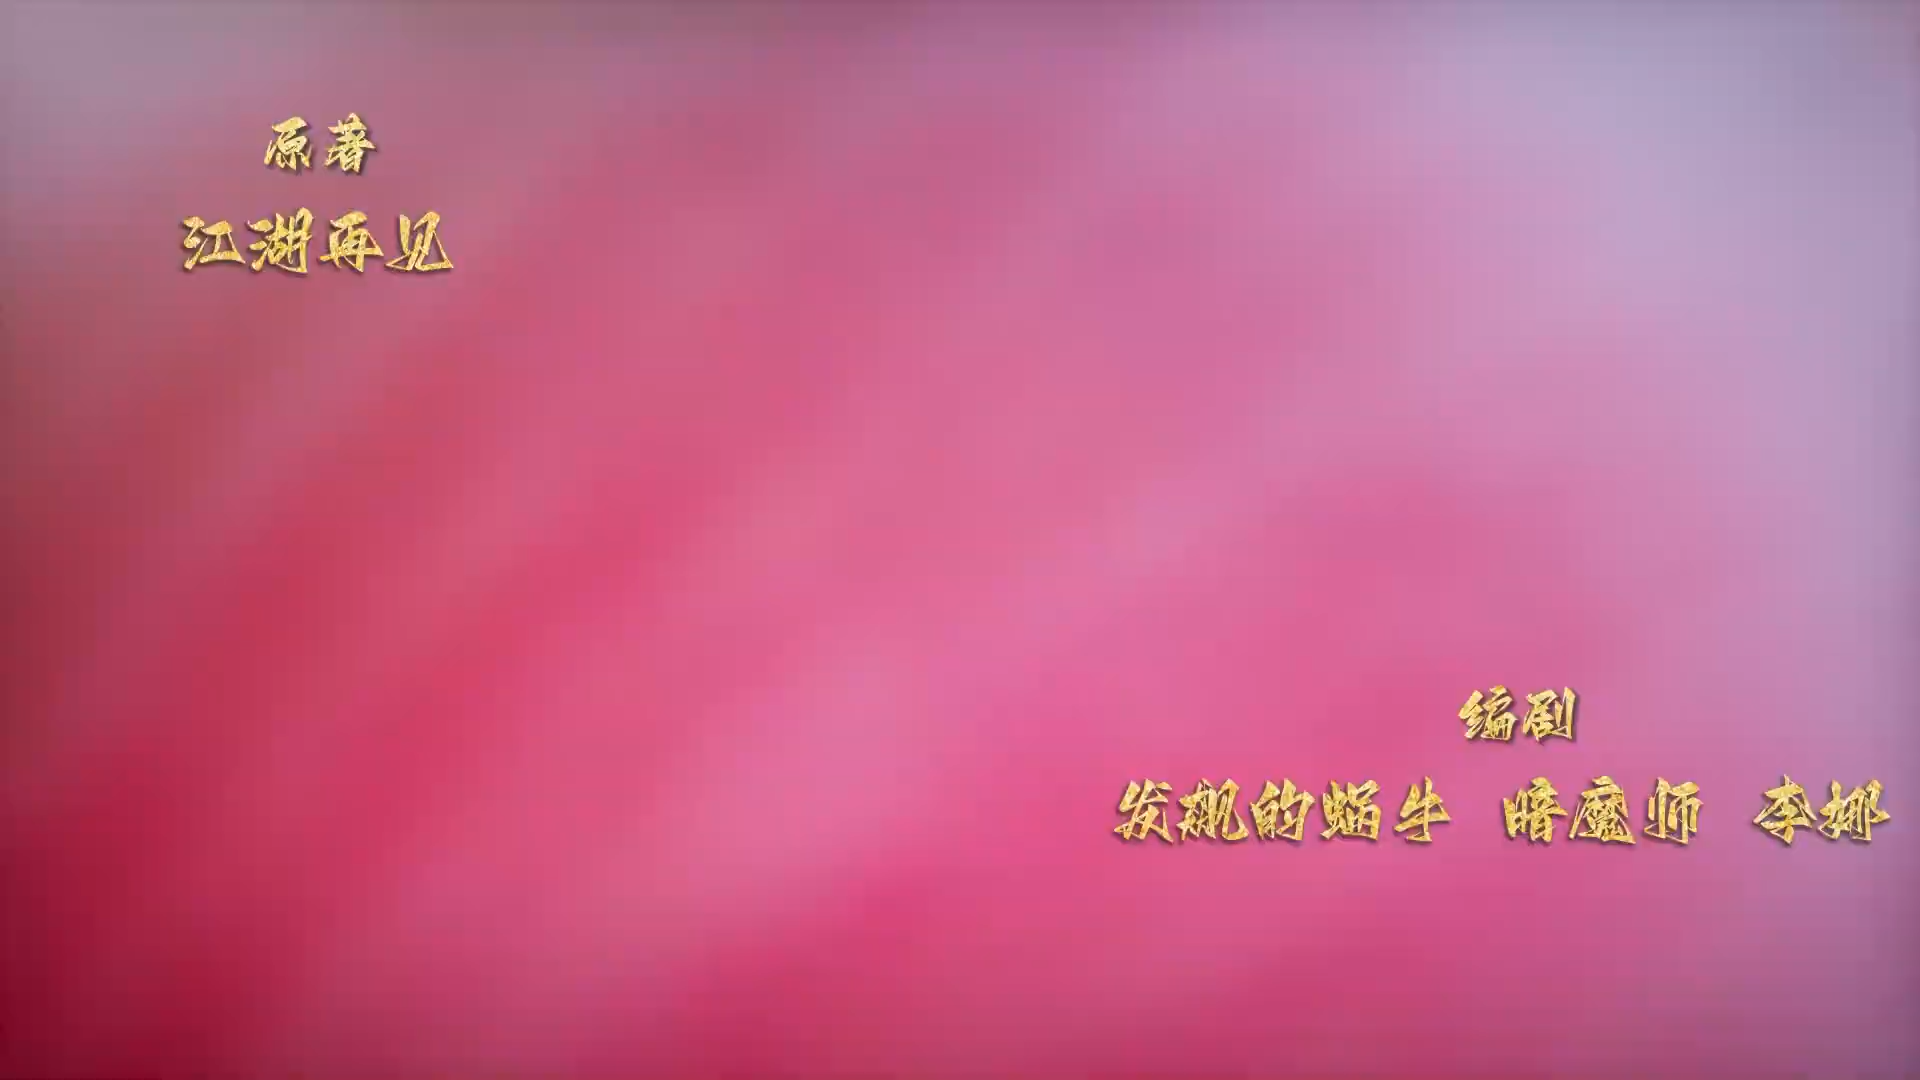 原著
江湖再见
编剧
发飙的蜗牛 暗魔师 李娜